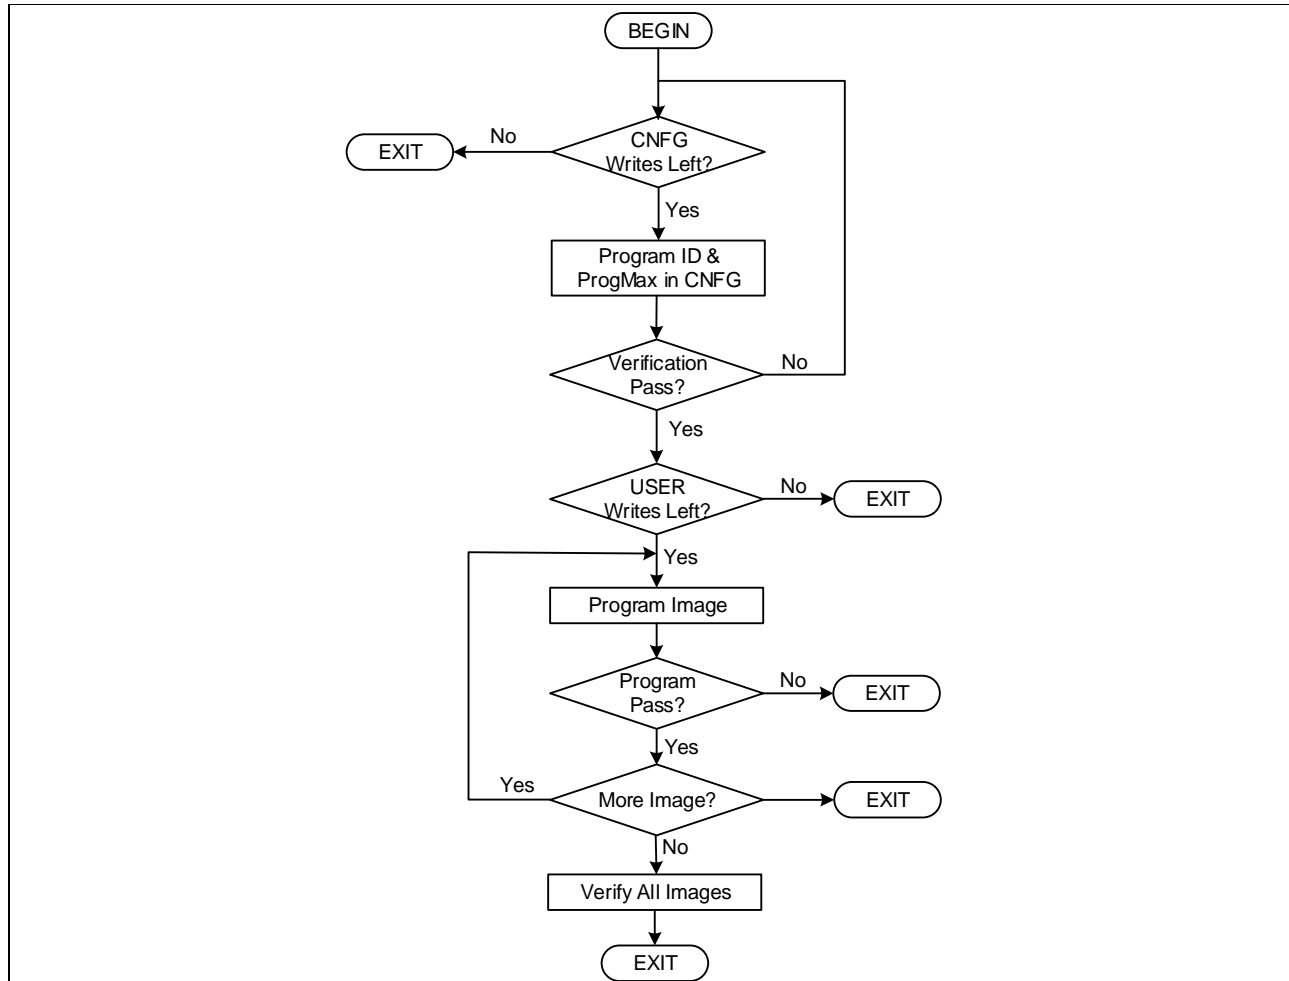 BEGIN
CNFG
Writes Left?
No
EXIT
Yes
Program ID &
ProgMax in CNFG
Verification
Pass?
No
Yes
USER
Writes Left?
No
EXIT
Yes
Program Image
Program
Pass?
No
EXIT
Yes
More Image?
Yes
EXIT
No
Verify All Images
EXIT